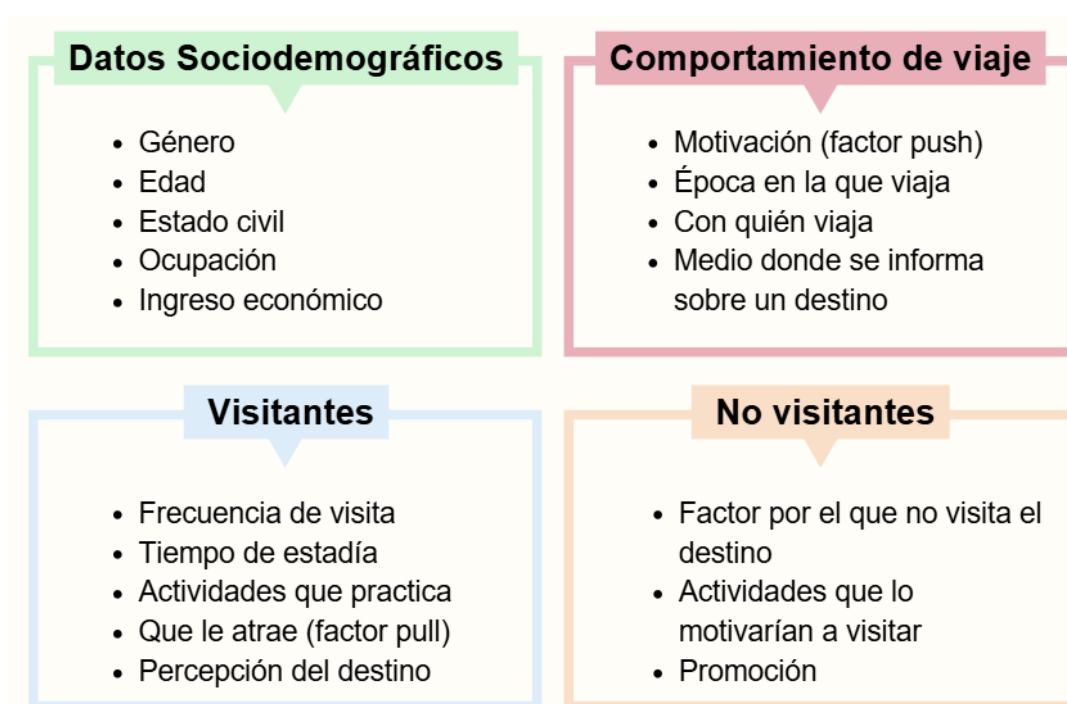 Datos Sociodemográficos
• Género
• Edad
• Estado civil
• Ocupación
• Ingreso económico
Comportamiento de viaje
• Motivación (factor push)
• Época en la que viaja
• Con quién viaja
• Medio donde se informa
sobre un destino
Visitantes
• Frecuencia de visita
• Tiempo de estadía
• Actividades que practica
• Que le atrae (factor pull)
• Percepción del destino
No visitantes
• Factor por el que no visita el
destino
• Actividades que lo
motivarían a visitar
• Promoción